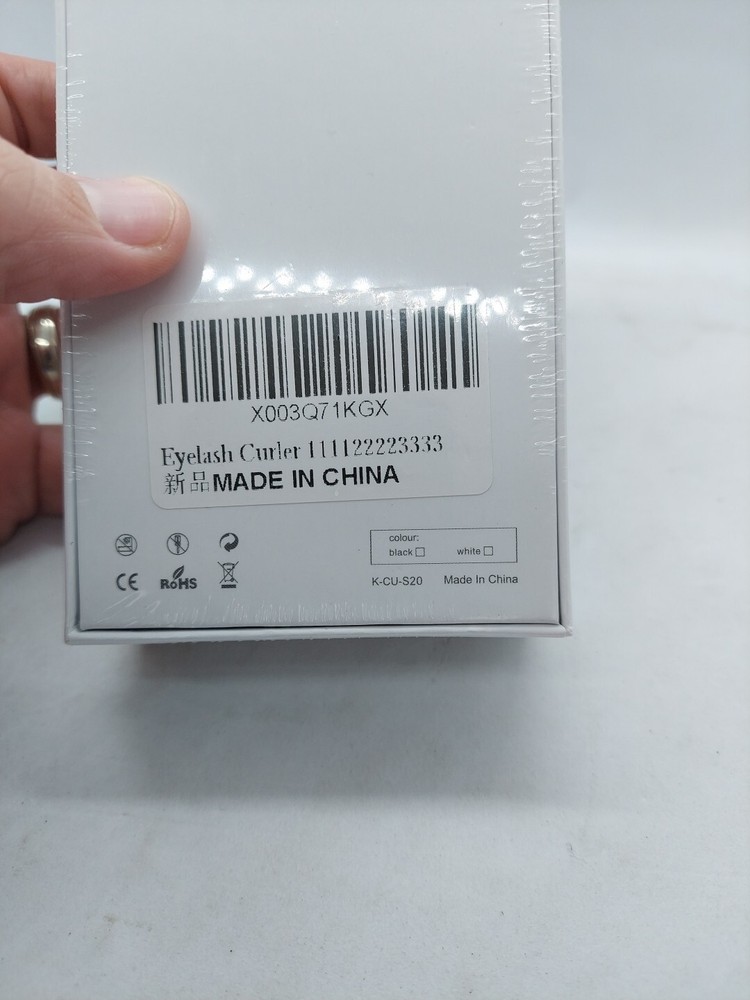 X003Q71KGX
Eyelash Curler 111122223333
新品MADE IN CHINA
colour:
black □ white □
CE RoHS
K-CU-S20 Made In China